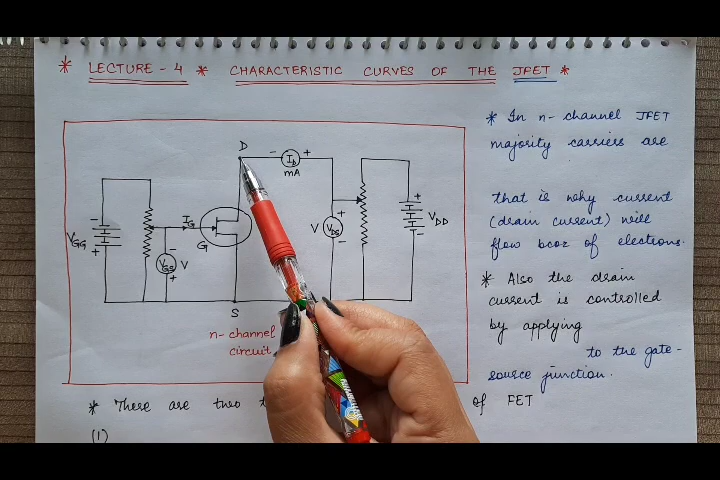 * LECTURE - 4 * CHARACTERISTIC CURVES OF THE JFET *
* In n- channel JFET
majority carriers are
that is why current
(drain current) will
flow bcoz of electrons.
* Also the drain
current is controlled
by applying
to the gate-
source junction.
D
- ID +
mA
- VGG +
IG
G
- VGS V +
+ V VDS -
+ VDD -
S
n- channel
circuit
* There are two
of FET
(1)